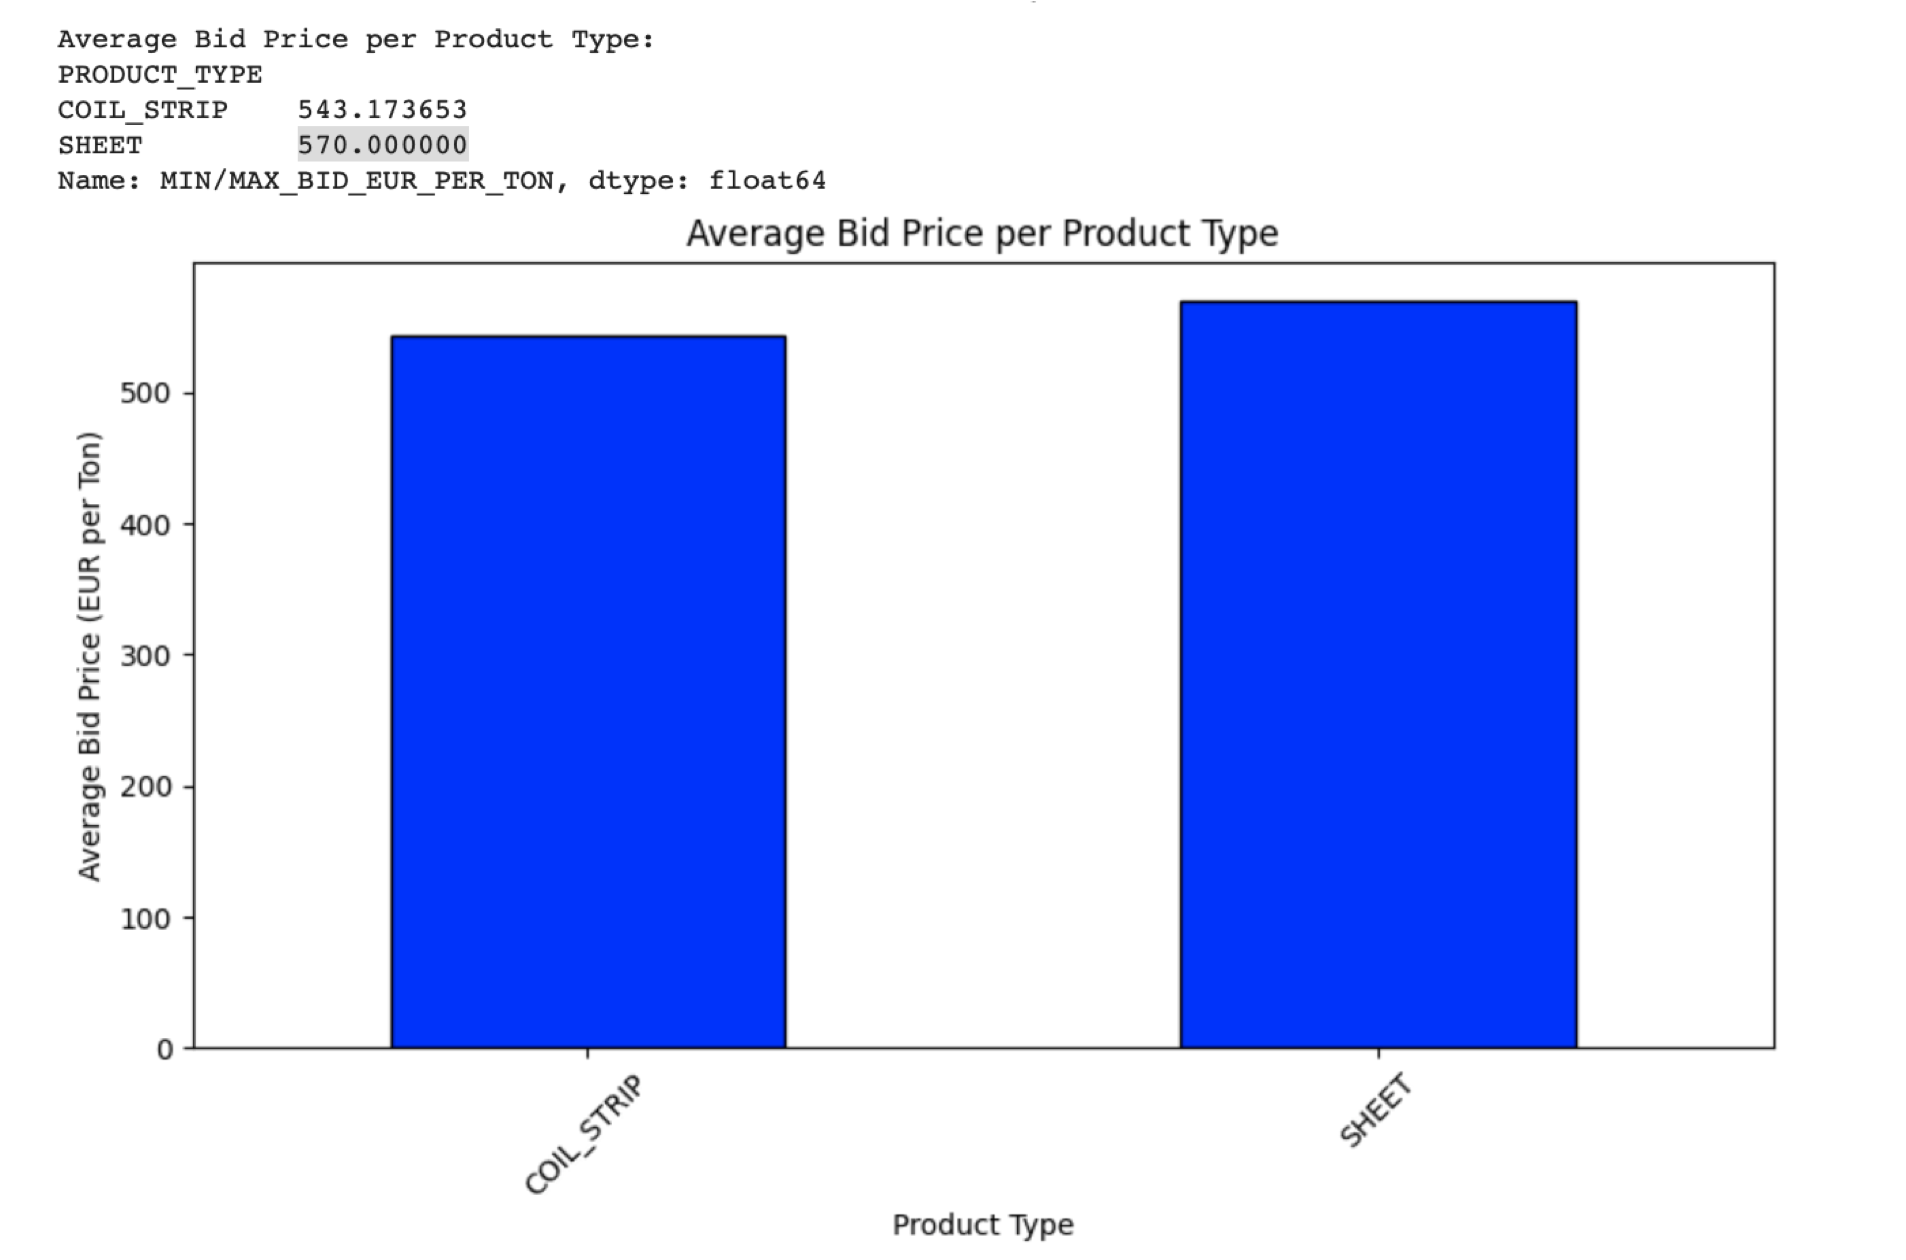 Average Bid Price per Product Type:
PRODUCT_TYPE
COIL_STRIP    543.173653
SHEET         570.000000
Name: MIN/MAX_BID_EUR_PER_TON, dtype: float64
Average Bid Price per Product Type
Average Bid Price (EUR per Ton)
500
400
300
200
100
0
COIL_STRIP
SHEET
Product Type